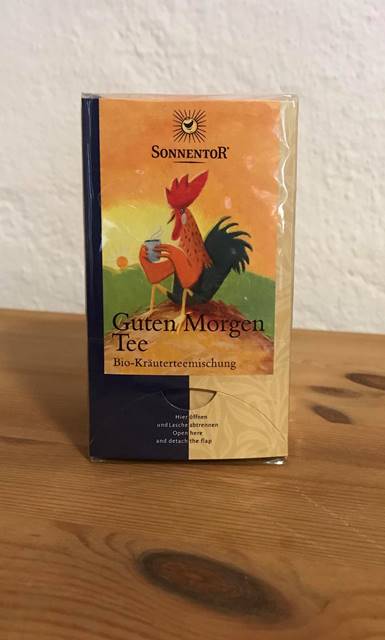 SONNENTOR®
Guten Morgen
Tee
Bio-Kräuterteemischung
Hier öffnen
und Lasche abtrennen
Open here
and detach the flap